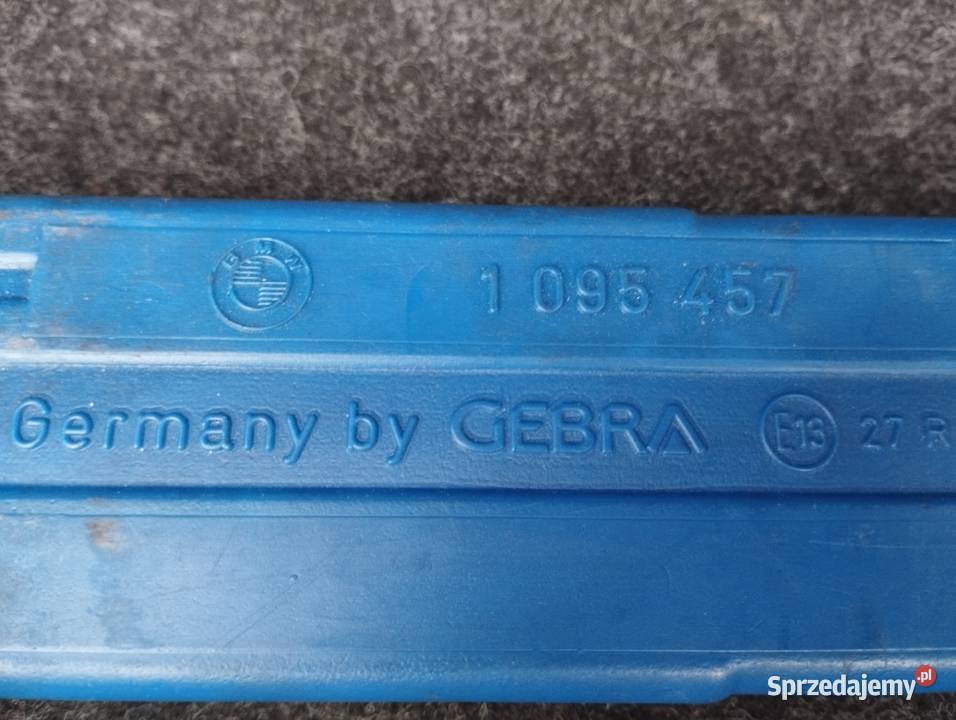 BMW
1 095 457
Germany by GEBRA E13 27 R
Sprzedajemy.pl